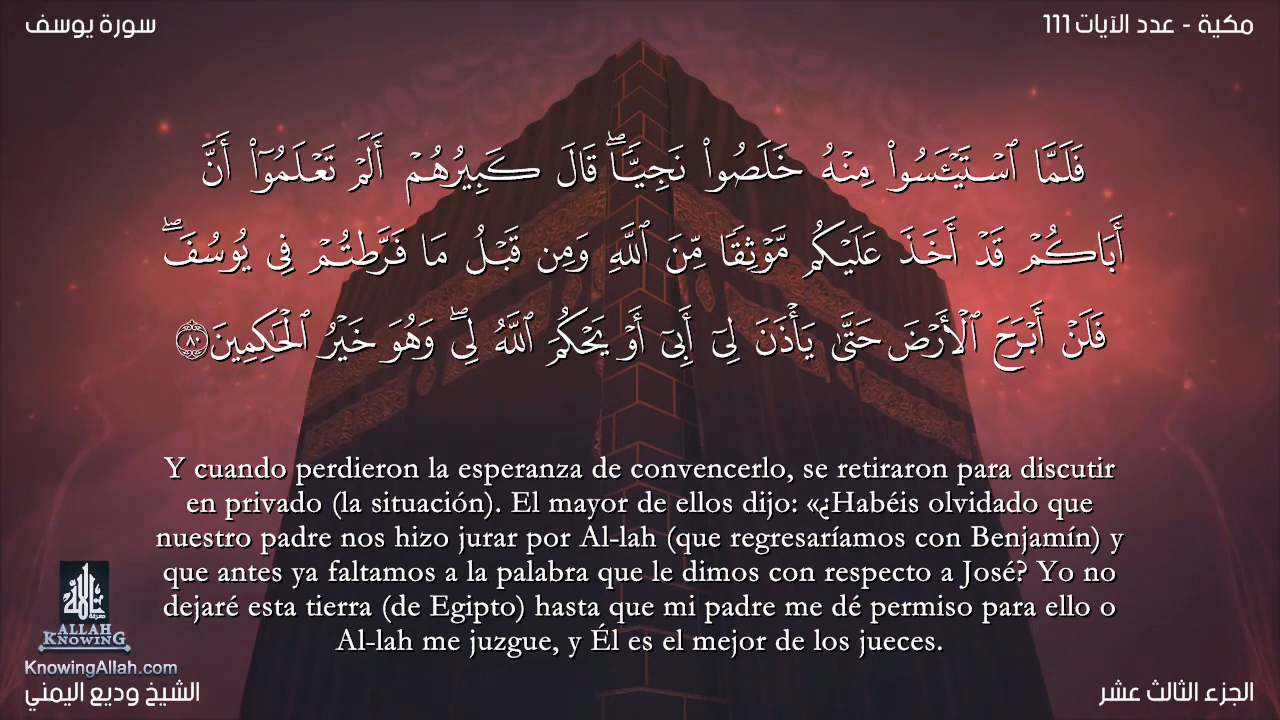 سورة يوسف
مكية - عدد الآيات 111
فَلَمَّا ٱسۡتَيۡـَٔسُواْ مِنۡهُ خَلَصُواْ نَجِيّٗاۖ قَالَ كَبِيرُهُمۡ أَلَمۡ تَعۡلَمُوٓاْ أَنَّ
أَبَاكُمۡ قَدۡ أَخَذَ عَلَيۡكُم مَّوۡثِقٗا مِّنَ ٱللَّهِ وَمِن قَبۡلُ مَا فَرَّطتُمۡ فِي يُوسُفَۖ
فَلَنۡ أَبۡرَحَ ٱلۡأَرۡضَ حَتَّىٰ يَأۡذَنَ لِيٓ أَبِيٓ أَوۡ يَحۡكُمَ ٱللَّهُ لِيۖ وَهُوَ خَيۡرُ ٱلۡحَٰكِمِينَ ٨٠
Y cuando perdieron la esperanza de convencerlo, se retiraron para discutir
en privado (la situación). El mayor de ellos dijo: «¿Habéis olvidado que
nuestro padre nos hizo jurar por Al-lah (que regresaríamos con Benjamín) y
que antes ya faltamos a la palabra que le dimos con respecto a José? Yo no
dejaré esta tierra (de Egipto) hasta que mi padre me dé permiso para ello o
Al-lah me juzgue, y Él es el mejor de los jueces.
ALLAH
KNOWING
KnowingAllah.com
الشيخ وديع اليمني
الجزء الثالث عشر